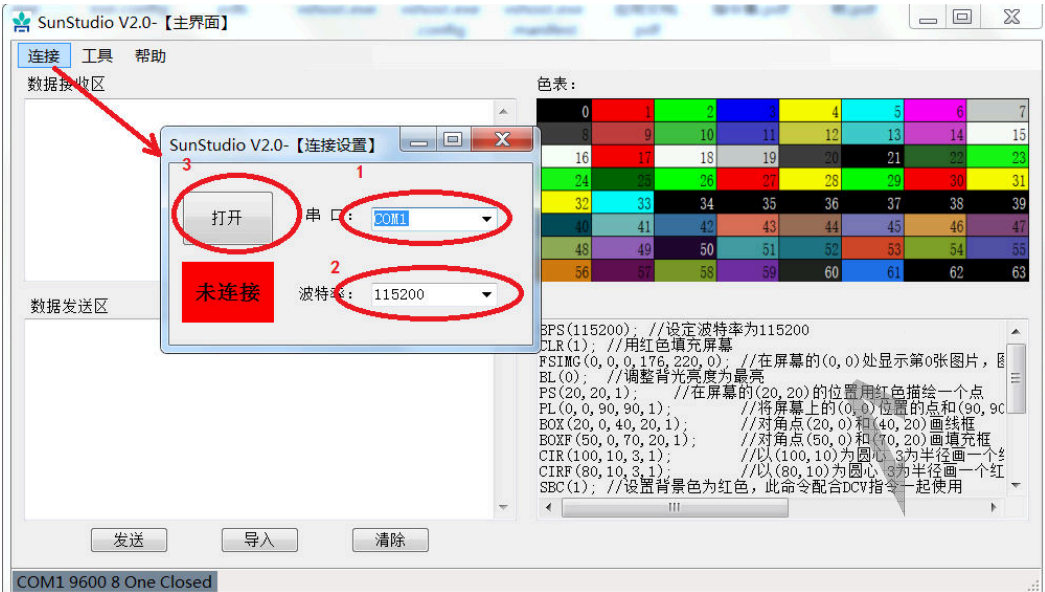 SunStudio V2.0-【主界面】
连接 工具 帮助
数据接收区
色表：
0 1 2 3 4 5 6 7
8 9 10 11 12 13 14 15
16 17 18 19 20 21 22 23
24 25 26 27 28 29 30 31
32 33 34 35 36 37 38 39
40 41 42 43 44 45 46 47
48 49 50 51 52 53 54 55
56 57 58 59 60 61 62 63
SunStudio V2.0-【连接设置】
3
1
打开
串 口：
COM1
2
未连接
波特率：
115200
数据发送区
BPS(115200); //设定波特率为115200
CLR(1); //用红色填充屏幕
FSIMG(0,0,0,176,220,0); //在屏幕的(0,0)处显示第0张图片，
BL(0); //调整背光亮度为最亮
PS(20,20,1); //在屏幕的(20,20)的位置用红色描绘一个点
PL(0,0,90,90,1); //将屏幕上的(0,0)位置的点和(90,90
BOX(20,0,40,20,1); //对角点(20,0)和(40,20)画线框
BOXF(50,0,70,20,1); //对角点(50,0)和(70,20)画填充框
CIR(100,10,3,1); //以(100,10)为圆心 3为半径画一个
CIRF(80,10,3,1); //以(80,10)为圆心 3为半径画一个红
SBC(1); //设置背景色为红色，此命令配合DCV指令一起使用
发送 导入 清除
COM1 9600 8 One Closed